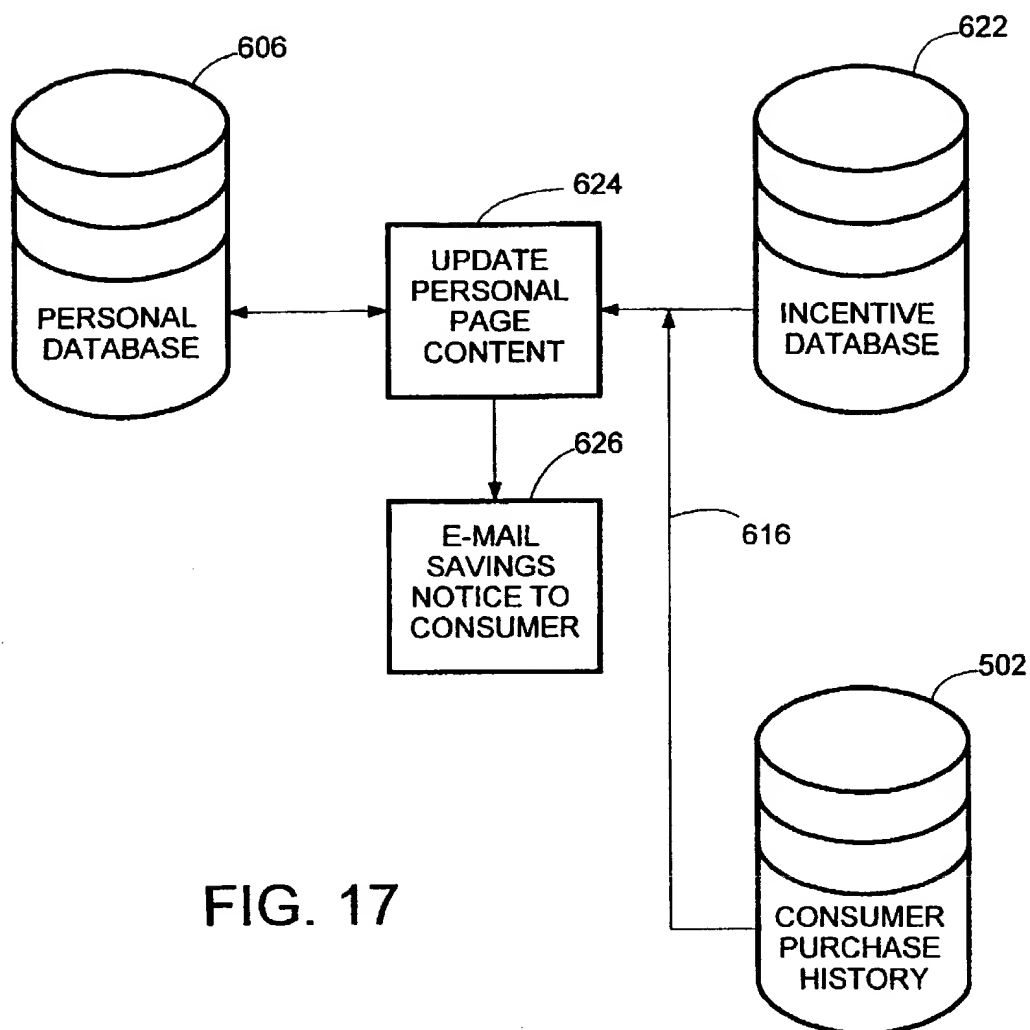 606
622
624
UPDATE
PERSONAL
PAGE
CONTENT
PERSONAL
DATABASE
INCENTIVE
DATABASE
626
E-MAIL
SAVINGS
NOTICE TO
CONSUMER
616
502
CONSUMER
PURCHASE
HISTORY
FIG. 17